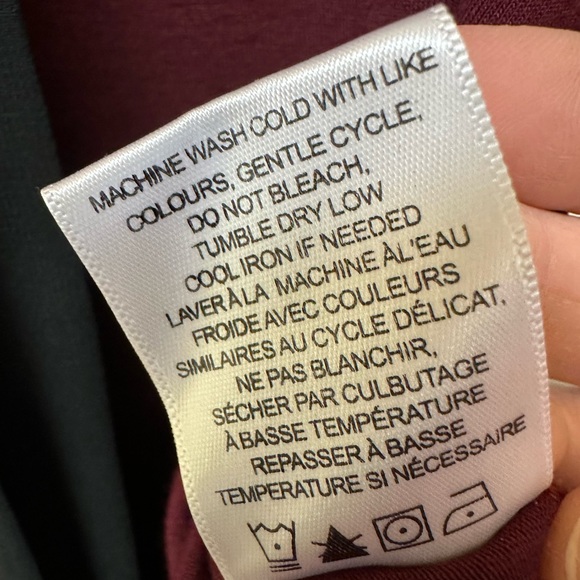 MACHINE WASH COLD WITH LIKE
COLOURS, GENTLE CYCLE,
DO NOT BLEACH,
TUMBLE DRY LOW
COOL IRON IF NEEDED
LAVER À LA MACHINE À L'EAU
FROIDE AVEC COULEURS
SIMILAIRES AU CYCLE DÉLICAT,
NE PAS BLANCHIR,
SÉCHER PAR CULBUTAGE
À BASSE TEMPÉRATURE
REPASSER À BASSE
TEMPERATURE SI NÉCESSAIRE